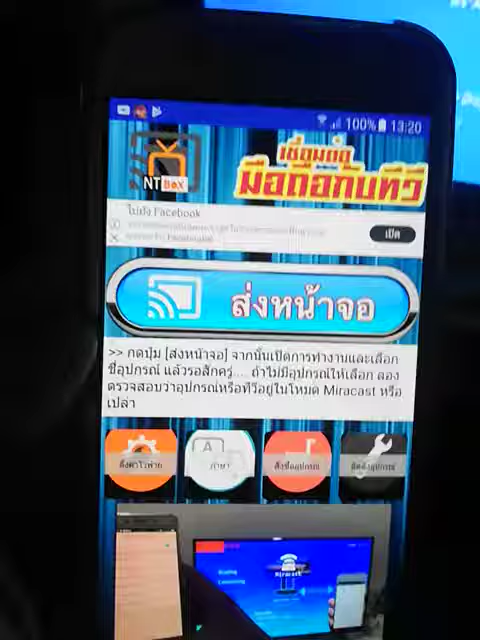 100% 13:20
NTBoX
เชื่อมต่อ
มือถือกับทีวี
ไปยัง Facebook
เปิด
ส่งหน้าจอ
>> กดปุ่ม [ส่งหน้าจอ] จากนั้นเปิดการทำงานและเลือก
ชื่ออุปกรณ์ แล้วรอสักครู่.... ถ้าไม่มีอุปกรณ์ให้เลือก ลอง
ตรวจสอบว่าอุปกรณ์หรือทีวีอยู่ในโหมด Miracast หรือ
เปล่า
ภาษา
Miracast